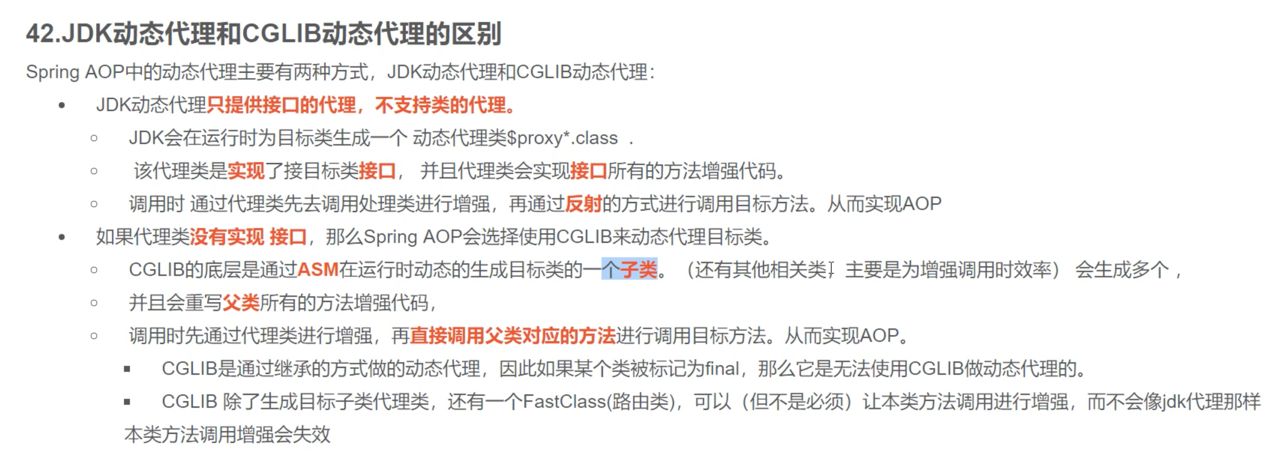 42.JDK动态代理和CGLIB动态代理的区别
Spring AOP中的动态代理主要有两种方式，JDK动态代理和CGLIB动态代理：
• JDK动态代理只提供接口的代理，不支持类的代理。
○ JDK会在运行时为目标类生成一个 动态代理类$proxy*.class .
○ 该代理类是实现了接目标类接口， 并且代理类会实现接口所有的方法增强代码。
○ 调用时 通过代理类先去调用处理类进行增强，再通过反射的方式进行调用目标方法。从而实现AOP
• 如果代理类没有实现 接口，那么Spring AOP会选择使用CGLIB来动态代理目标类。
○ CGLIB的底层是通过ASM在运行时动态的生成目标类的一个子类。（还有其他相关类，主要是为增强调用时效率） 会生成多个 ，
○ 并且会重写父类所有的方法增强代码，
○ 调用时先通过代理类进行增强，再直接调用父类对应的方法进行调用目标方法。从而实现AOP。
▪ CGLIB是通过继承的方式做的动态代理，因此如果某个类被标记为final，那么它是无法使用CGLIB做动态代理的。
▪ CGLIB 除了生成目标子类代理类，还有一个FastClass(路由类)，可以（但不是必须）让本类方法调用进行增强，而不会像jdk代理那样
本类方法调用增强会失效